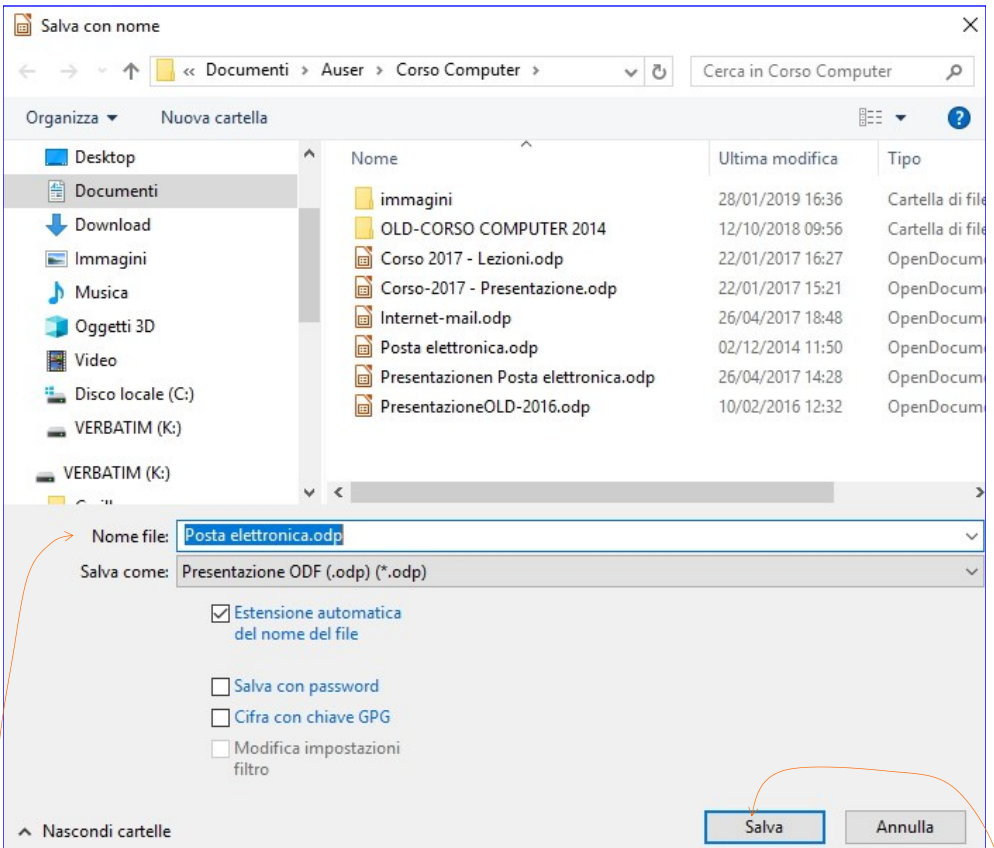 Salva con nome
« Documenti > Auser > Corso Computer >
Cerca in Corso Computer
Organizza
Nuova cartella
?
Desktop
Documenti
Download
Immagini
Musica
Oggetti 3D
Video
Disco locale (C:)
VERBATIM (K:)
VERBATIM (K:)
Nome Ultima modifica Tipo
immagini 28/01/2019 16:36 Cartella di file
OLD-CORSO COMPUTER 2014 12/10/2018 09:56 Cartella di file
Corso 2017 - Lezioni.odp 22/01/2017 16:27 OpenDocum
Corso-2017 - Presentazione.odp 22/01/2017 15:21 OpenDocum
Internet-mail.odp 26/04/2017 18:48 OpenDocum
Posta elettronica.odp 02/12/2014 11:50 OpenDocum
Presentazionen Posta elettronica.odp 26/04/2017 14:28 OpenDocum
PresentazioneOLD-2016.odp 10/02/2016 12:32 OpenDocum
Nome file: Posta elettronica.odp
Salva come: Presentazione ODF (.odp) (*.odp)
Estensione automatica
del nome del file
Salva con password
Cifra con chiave GPG
Modifica impostazioni
filtro
Nascondi cartelle
Salva
Annulla